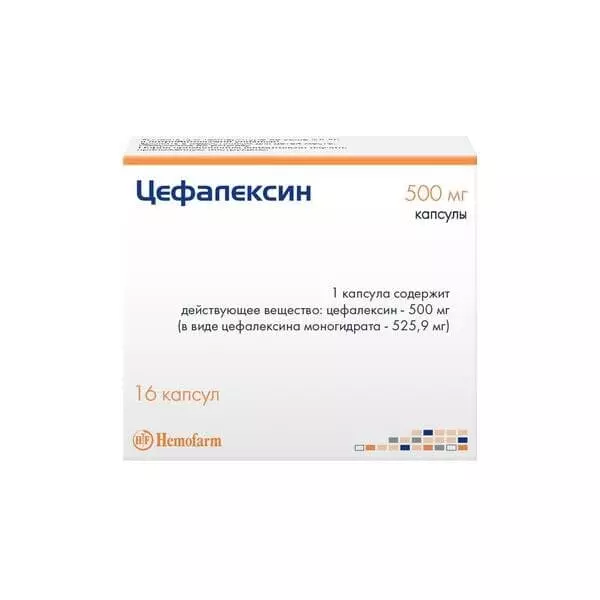 Цефалексин
500 мг
капсулы
1 капсула содержит
действующее вещество: цефалексин - 500 мг
(в виде цефалексина моногидрата - 525,9 мг)
16 капсул
HF Hemofarm